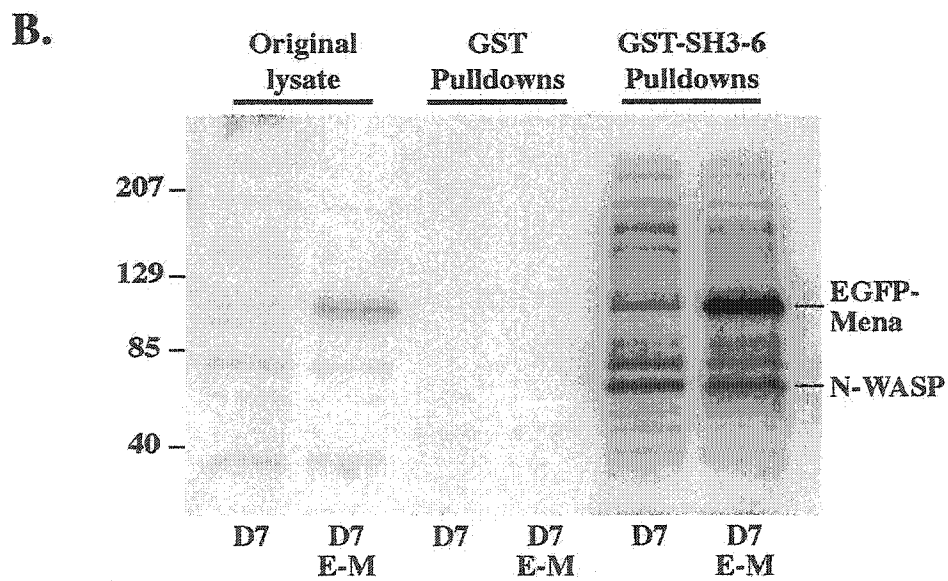 B.
Original
lysate
GST
Pulldowns
GST-SH3-6
Pulldowns
207
129
85
40
EGFP-
Mena
N-WASP
D7
D7
E-M
D7
D7
E-M
D7
D7
E-M